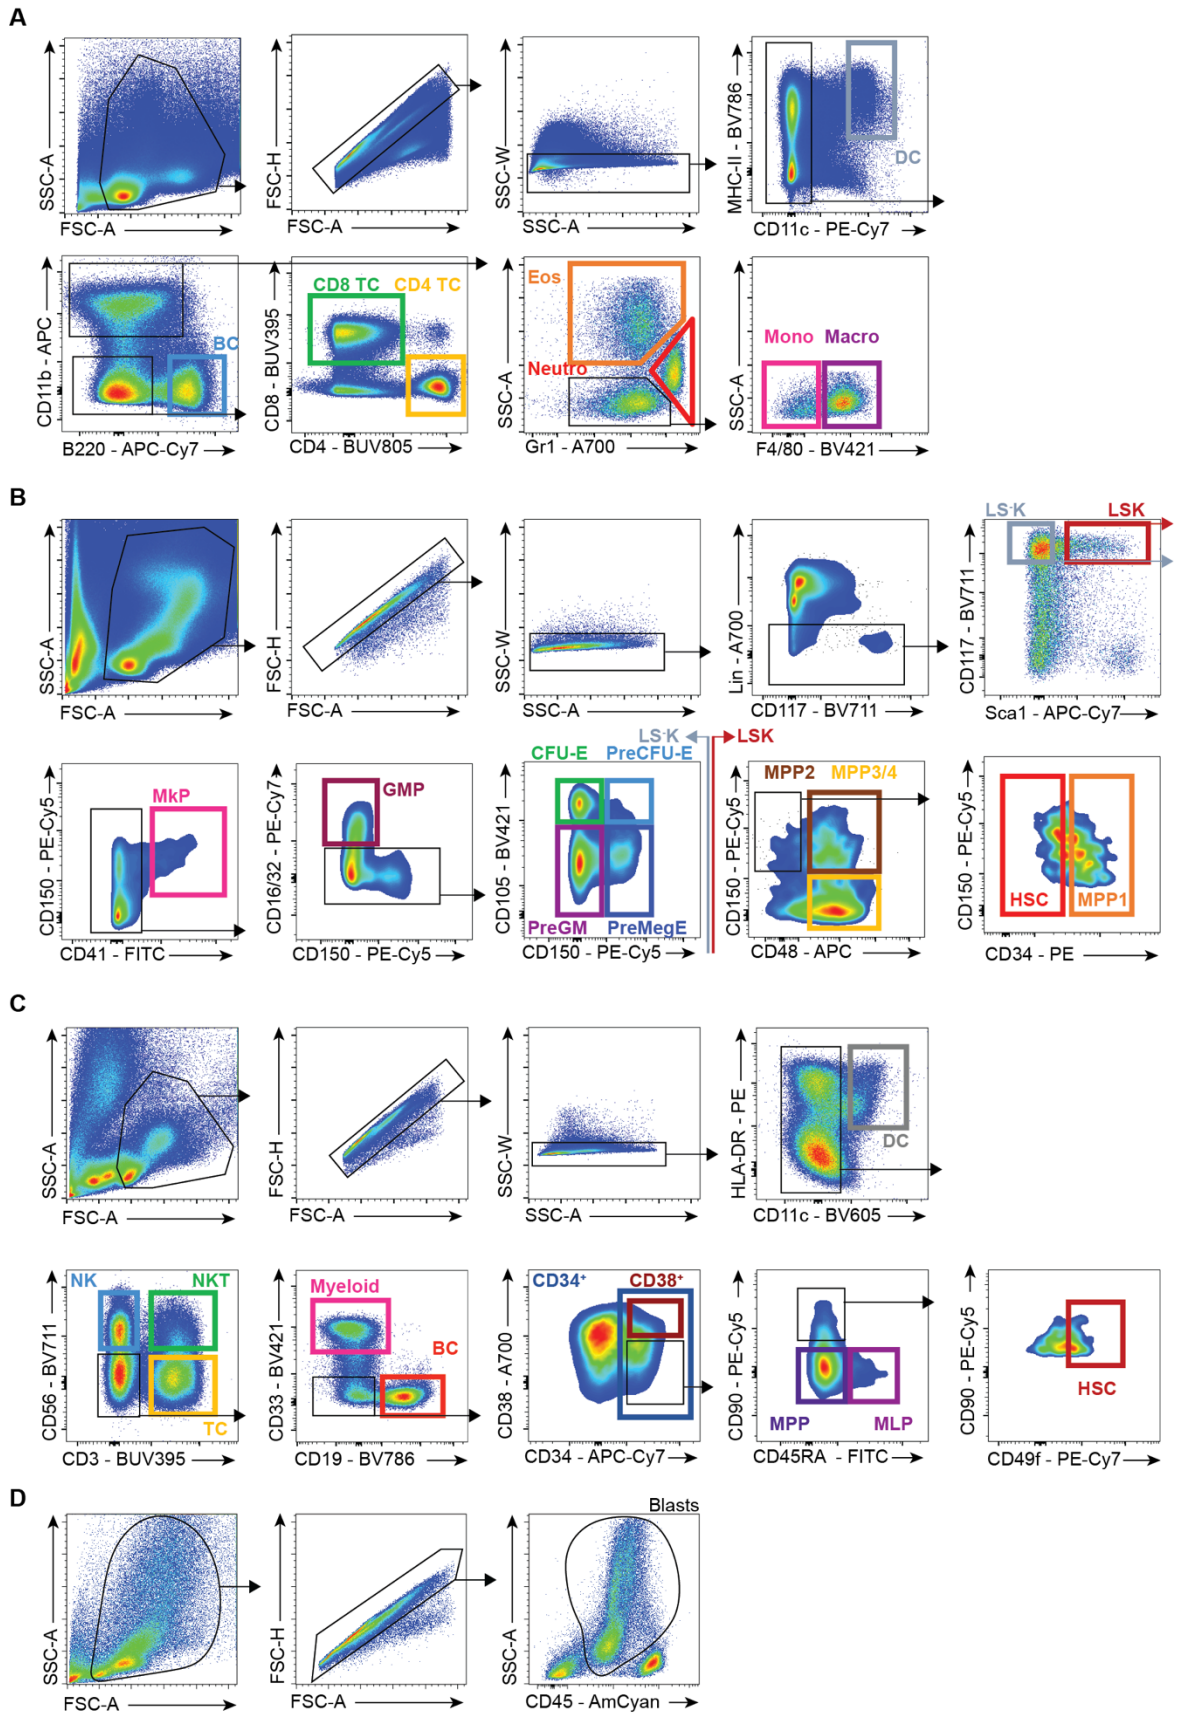 A
SSC-A
FSC-A
FSC-H
FSC-A
SSC-W
SSC-A
MHC-II - BV786
DC
CD11c - PE-Cy7
CD11b - APC
BC
B220 - APC-Cy7
CD8 - BUV395
CD8 TC
CD4 TC
CD4 - BUV805
SSC-A
Eos
Neutro
Gr1 - A700
SSC-A
Mono
Macro
F4/80 - BV421
B
SSC-A
FSC-A
FSC-H
FSC-A
SSC-W
SSC-A
Lin - A700
CD117 - BV711
LS-K
LSK
CD117 - BV711
Sca1 - APC-Cy7
CD150 - PE-Cy5
MkP
CD41 - FITC
CD16/32 - PE-Cy7
GMP
CD150 - PE-Cy5
LS-K
LSK
CFU-E
PreCFU-E
CD105 - BV421
PreGM
PreMegE
CD150 - PE-Cy5
MPP2
MPP3/4
CD150 - PE-Cy5
CD48 - APC
CD150 - PE-Cy5
HSC
MPP1
CD34 - PE
C
SSC-A
FSC-A
FSC-H
FSC-A
SSC-W
SSC-A
HLA-DR - PE
DC
CD11c - BV605
NK
NKT
CD56 - BV711
TC
CD3 - BUV395
Myeloid
CD33 - BV421
BC
CD19 - BV786
CD34+
CD38+
CD38 - A700
CD34 - APC-Cy7
CD90 - PE-Cy5
MPP
MLP
CD45RA - FITC
CD90 - PE-Cy5
HSC
CD49f - PE-Cy7
D
SSC-A
FSC-A
FSC-H
FSC-A
Blasts
SSC-A
CD45 - AmCyan